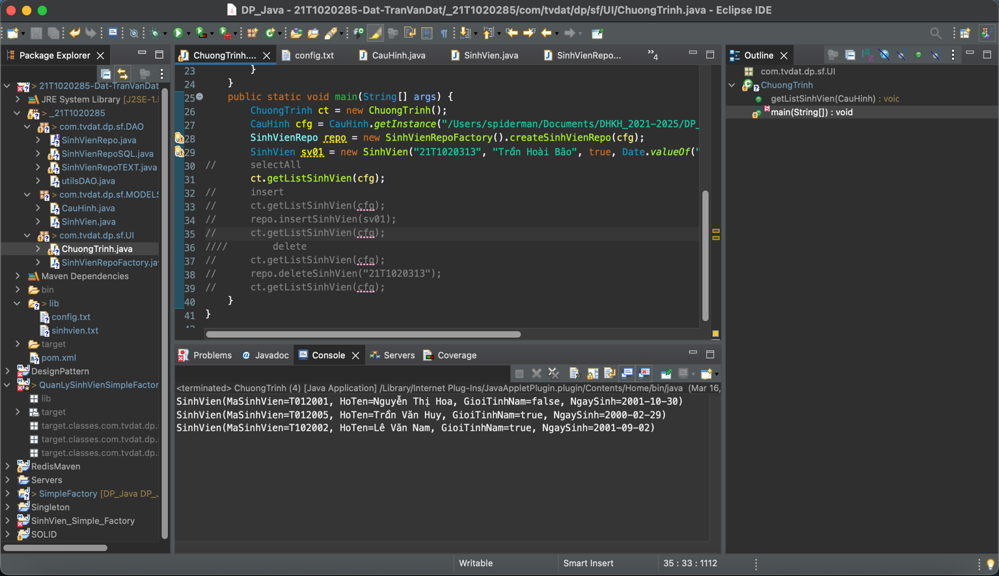 DP_Java - 21T1020285-Dat-TranVanDat/_21T1020285/com/tvdat/dp/sf/UI/ChuongTrinh.java - Eclipse IDE
Package Explorer
> 21T1020285-Dat-TranVanDat
JRE System Library [J2SE-1.5
> _21T1020285
> com.tvdat.dp.sf.DAO
SinhVienRepo.java
SinhVienRepoSQL.java
SinhVienRepoTEXT.java
utilsDAO.java
> com.tvdat.dp.sf.MODELS
CauHinh.java
SinhVien.java
> com.tvdat.dp.sf.UI
ChuongTrinh.java
SinhVienRepoFactory.jav
Maven Dependencies
bin
> lib
config.txt
sinhvien.txt
target
pom.xml
DesignPattern
> QuanLySinhVienSimpleFactor
lib
target
target.classes.com.tvdat.dp.
target.classes.com.tvdat.dp.
target.classes.com.tvdat.dp.
RedisMaven
Servers
> SimpleFactory [DP_Java DP_J
Singleton
SinhVien_Simple_Factory
SOLID
ChuongTrinh.... config.txt CauHinh.java SinhVien.java SinhVienRepo... »4
23 }
24 }
25 public static void main(String[] args) {
26 ChuongTrinh ct = new ChuongTrinh();
27 CauHinh cfg = CauHinh.getInstance("/Users/spiderman/Documents/DHKH_2021-2025/DP_
28 SinhVienRepo repo = new SinhVienRepoFactory().createSinhVienRepo(cfg);
29 SinhVien sv01 = new SinhVien("21T1020313", "Trần Hoài Bão", true, Date.valueOf("
30 // selectAll
31 ct.getListSinhVien(cfg);
32 // insert
33 // ct.getListSinhVien(cfg);
34 // repo.insertSinhVien(sv01);
35 // ct.getListSinhVien(cfg);
36 //// delete
37 // ct.getListSinhVien(cfg);
38 // repo.deleteSinhVien("21T1020313");
39 // ct.getListSinhVien(cfg);
40 }
41 }
Problems @ Javadoc Console Servers Coverage
<terminated> ChuongTrinh (4) [Java Application] /Library/Internet Plug-Ins/JavaAppletPlugin.plugin/Contents/Home/bin/java (Mar 16,
SinhVien(MaSinhVien=T012001, HoTen=Nguyễn Thị Hoa, GioiTinhNam=false, NgaySinh=2001-10-30)
SinhVien(MaSinhVien=T012005, HoTen=Trần Văn Huy, GioiTinhNam=true, NgaySinh=2000-02-29)
SinhVien(MaSinhVien=T102002, HoTen=Lê Văn Nam, GioiTinhNam=true, NgaySinh=2001-09-02)
Outline
com.tvdat.dp.sf.UI
ChuongTrinh
getListSinhVien(CauHinh) : voic
main(String[]) : void
Writable Smart Insert 35 : 33 : 1112